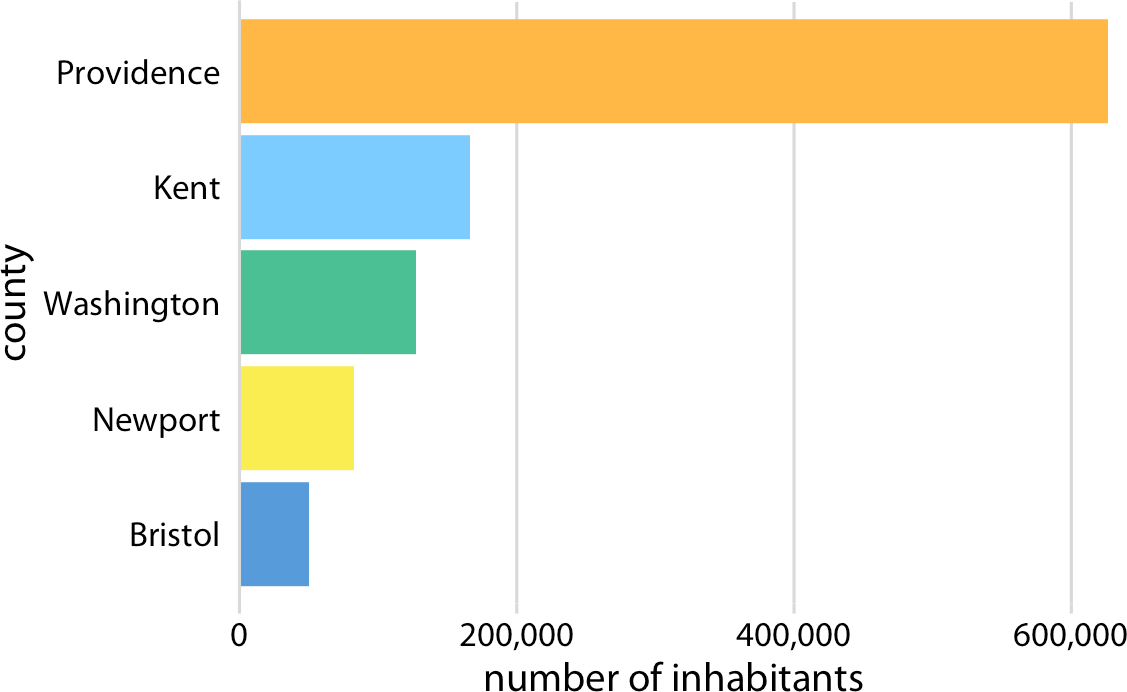 Providence
Kent
Washington
Newport
Bristol
county
0 200,000 400,000 600,000
number of inhabitants